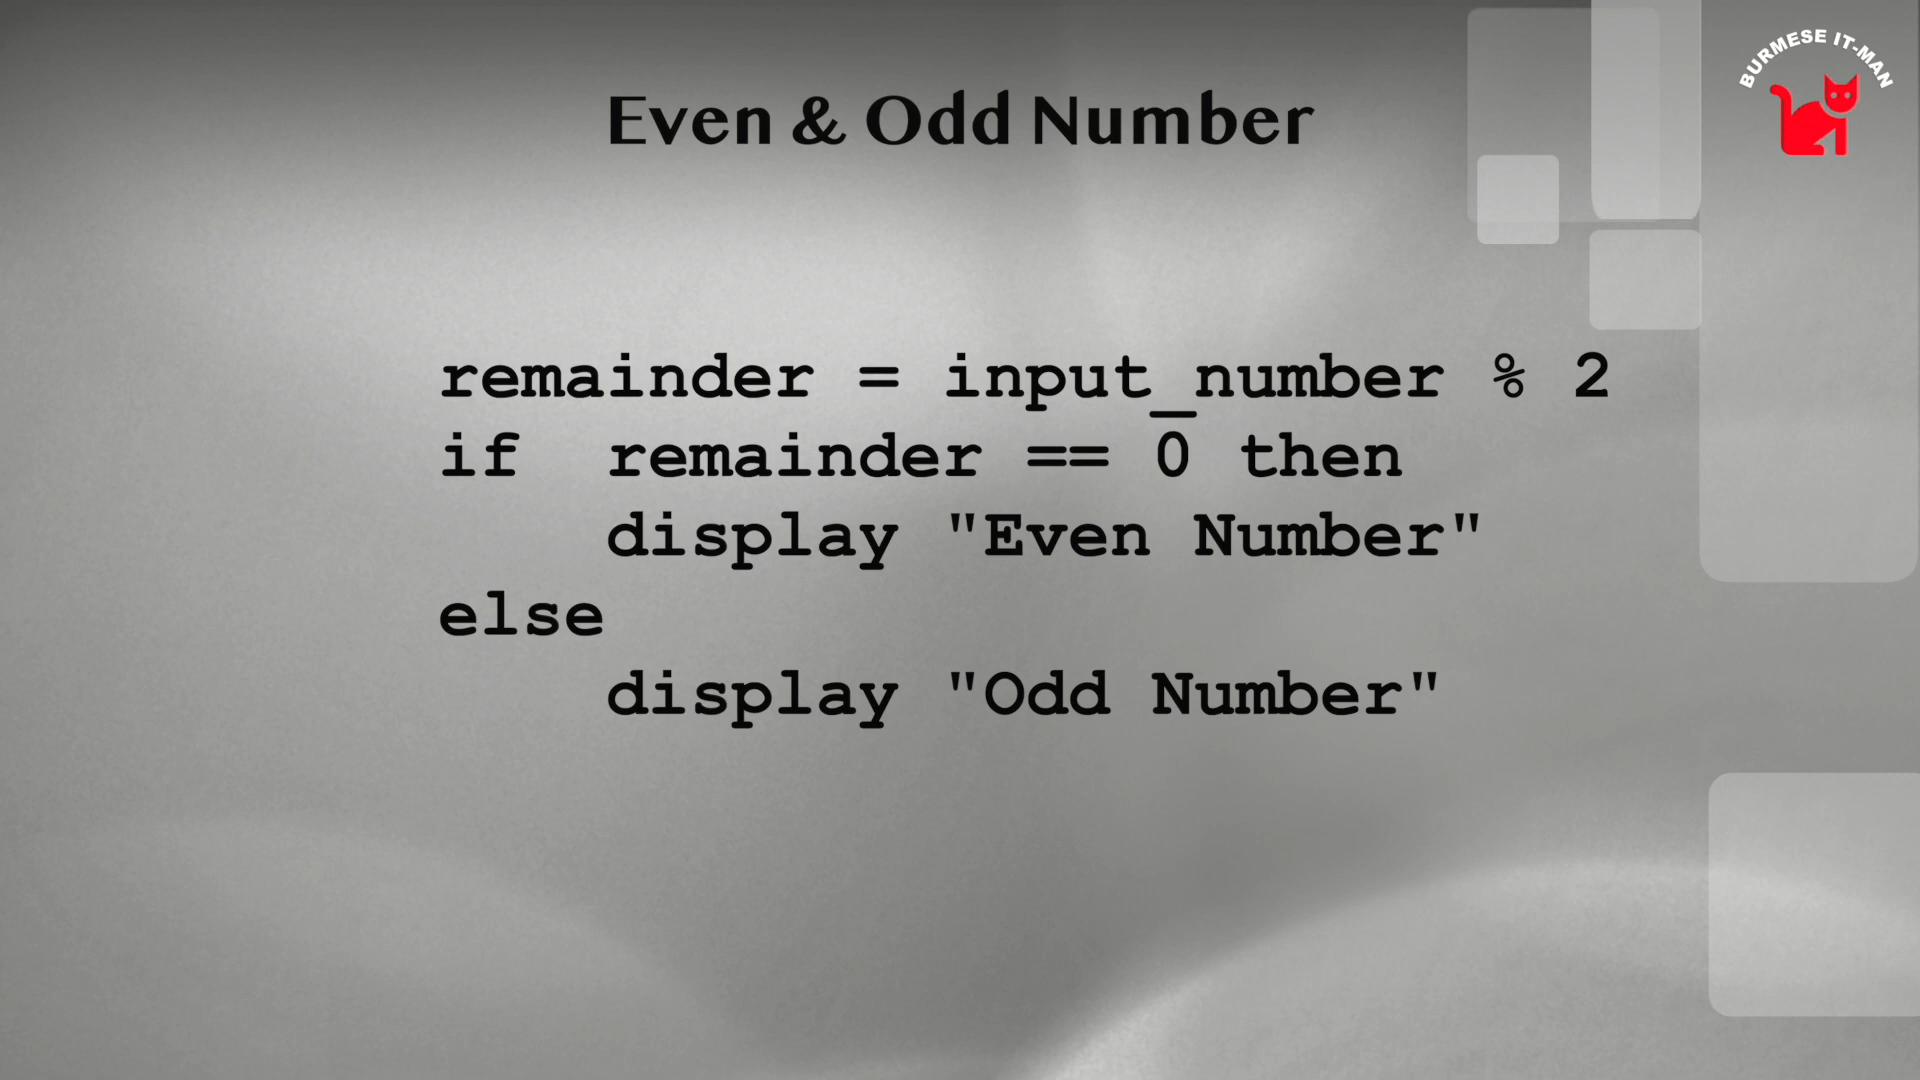 BURMESE IT-MAN
Even & Odd Number
remainder = input_number % 2
if  remainder == 0 then
    display "Even Number"
else
    display "Odd Number"